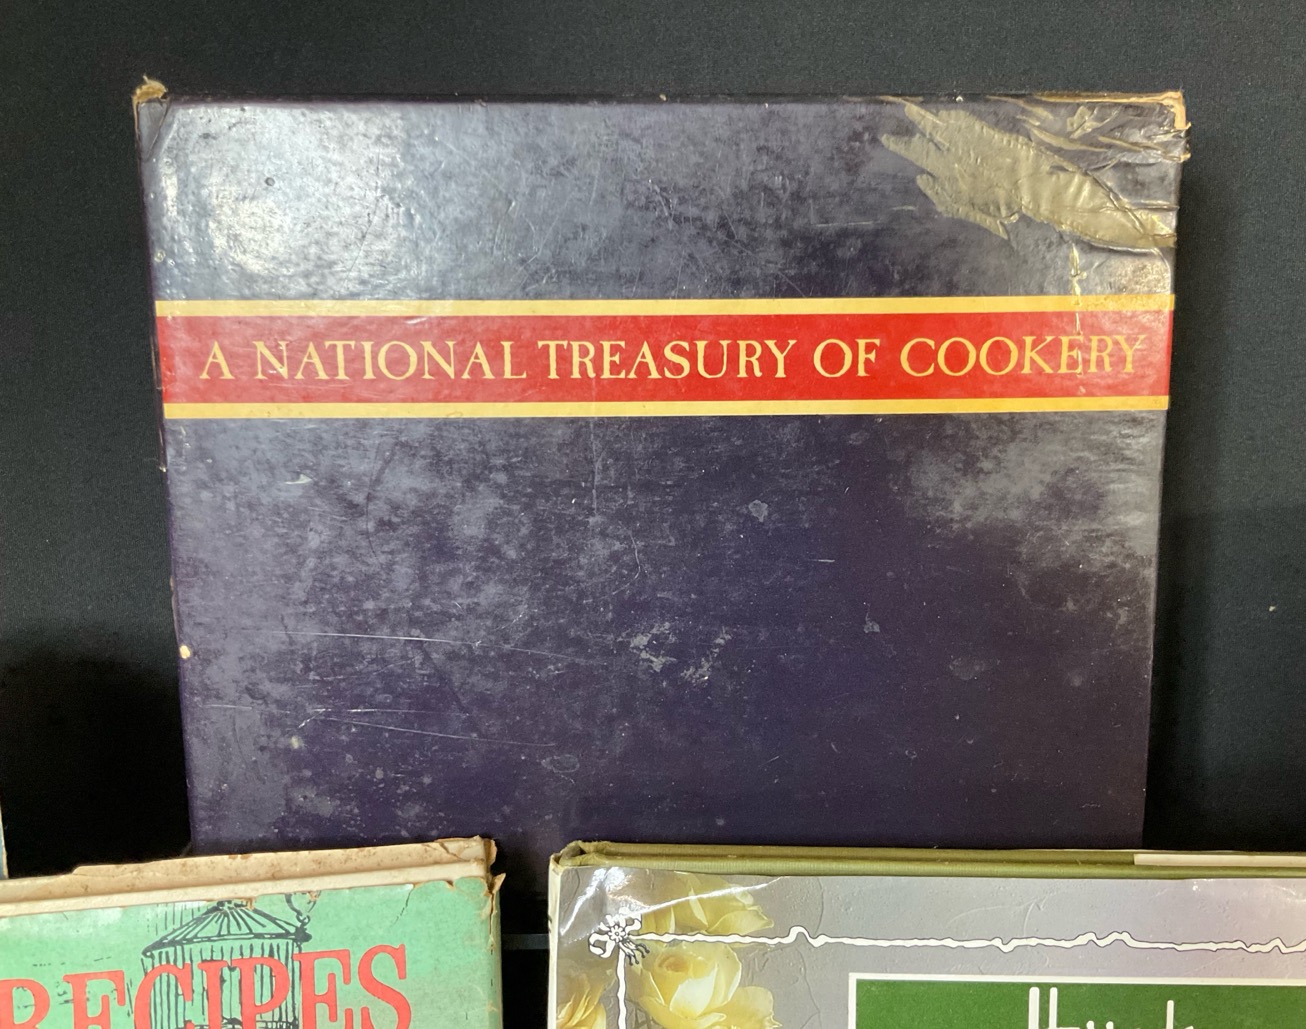 A NATIONAL TREASURY OF COOKERY
RECIPES